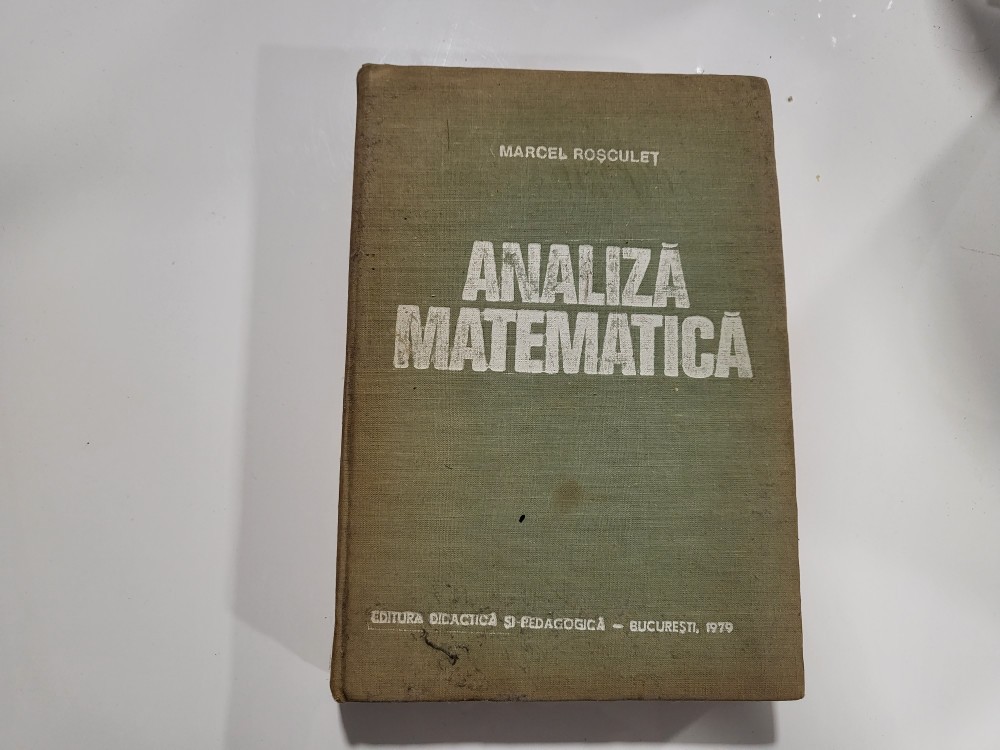 MARCEL ROȘCULEȚ
ANALIZĂ
MATEMATICĂ
EDITURA DIDACTICĂ ȘI PEDAGOGICĂ – BUCUREȘTI, 1979